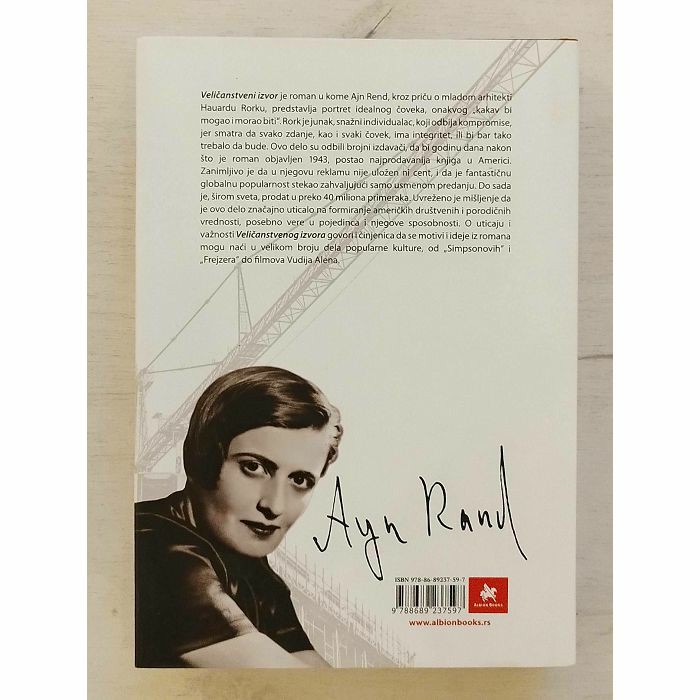 Veličanstveni izvor je roman u kome Ajn Rend, kroz priču o mladom arhitekti
Hauardu Rorku, predstavlja portret idealnog čoveka, onakvog „kakav bi
mogao i morao biti“. Rork je junak, snažni individualac, koji odbija kompromise,
jer smatra da svako zdanje, kao i svaki čovek, ima integritet, ili bi bar tako
trebalo da bude. Ovo delo su odbili brojni izdavači, da bi godinu dana nakon
što je roman objavljen 1943, postao najprodavanija knjiga u Americi.
Zanimljivo je da u njegovu reklamu nije uložen ni cent, i da je fantastičnu
globalnu popularnost stekao zahvaljujući samo usmenom predanju. Do sada
je, širom sveta, prodat u preko 40 miliona primeraka. Uvreženo je mišljenje da
je ovo delo značajno uticalo na formiranje američkih društvenih i porodičnih
vrednosti, posebno vere u pojedinca i njegove sposobnosti. O uticaju i
važnosti Veličanstvenog izvora govori i činjenica da se motivi i ideje iz romana
mogu naći u velikom broju dela popularne kulture, od „Simpsonovih“ i
„Frejzera“ do filmova Vudija Alena.
Ayn Rand
ISBN 978-86-89237-59-7
9 788689 237597
Albion Books
www.albionbooks.rs